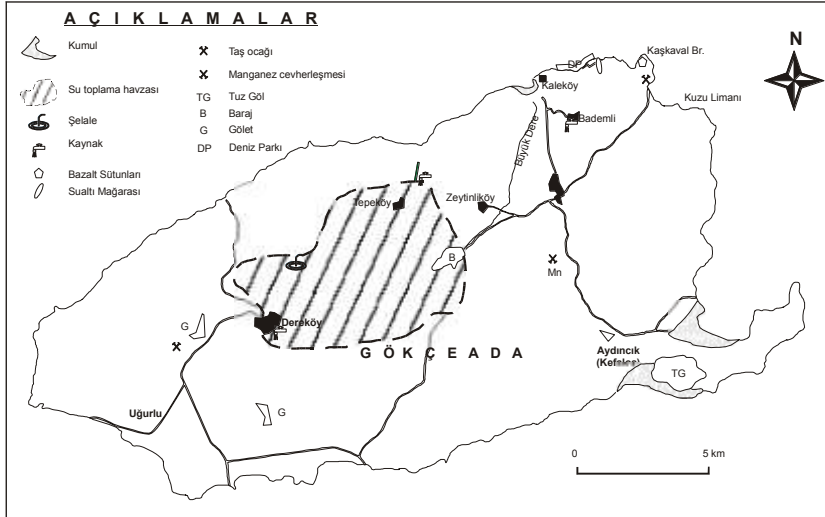 AÇIKLAMALAR
Kumul
Su toplama havzası
Şelale
Kaynak
Bazalt Sütunları
Sualtı Mağarası
Taş ocağı
Manganez cevherleşmesi
TG Tuz Göl
B Baraj
G Gölet
DP Deniz Parkı
N
DP
Kaşkaval Br.
Kaleköy
Kuzu Limanı
Bademli
Büyük Dere
Tepeköy
Zeytinliköy
B
Mn
G
Dereköy
GÖKÇEADA
Aydıncık
(Kefalos)
TG
Uğurlu
G
0 5 km